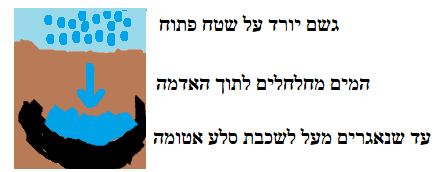 גשם יורד על שטח פתוח
המים מחלחלים לתוך האדמה
עד שנאגרים מעל לשכבת סלע אטומה